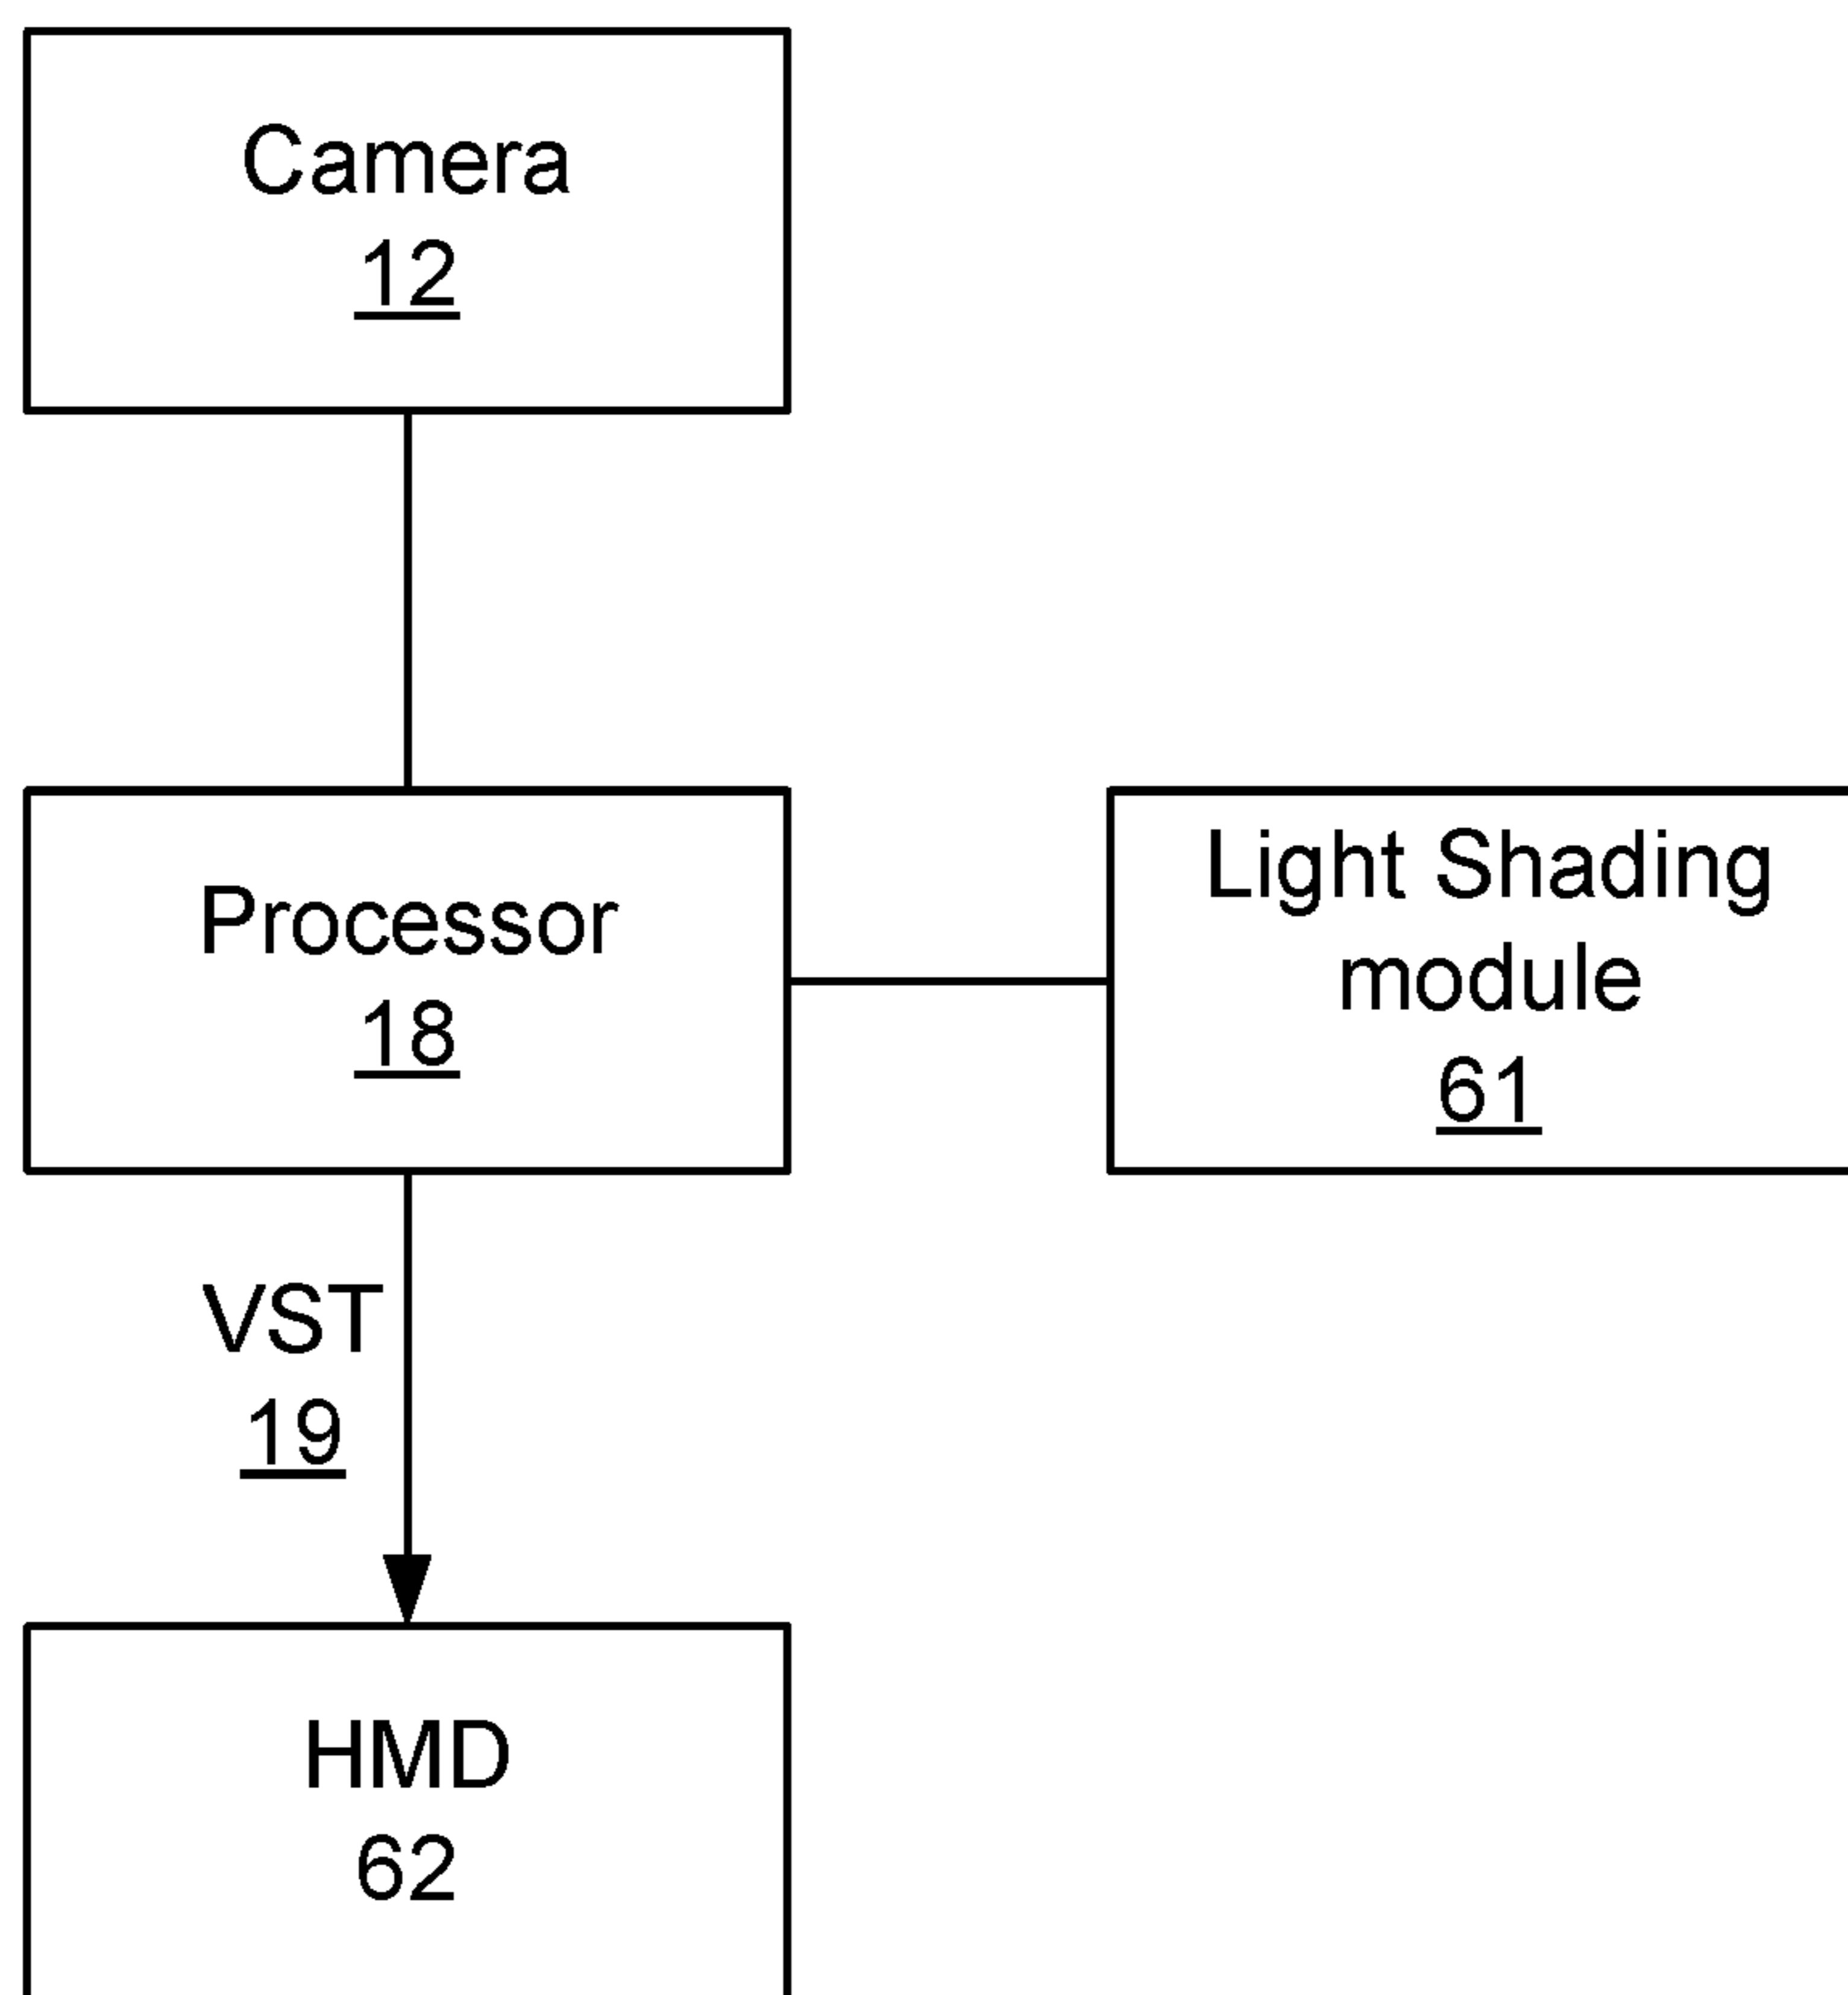 Camera
12
Processor
18
Light Shading
module
61
VST
19
HMD
62